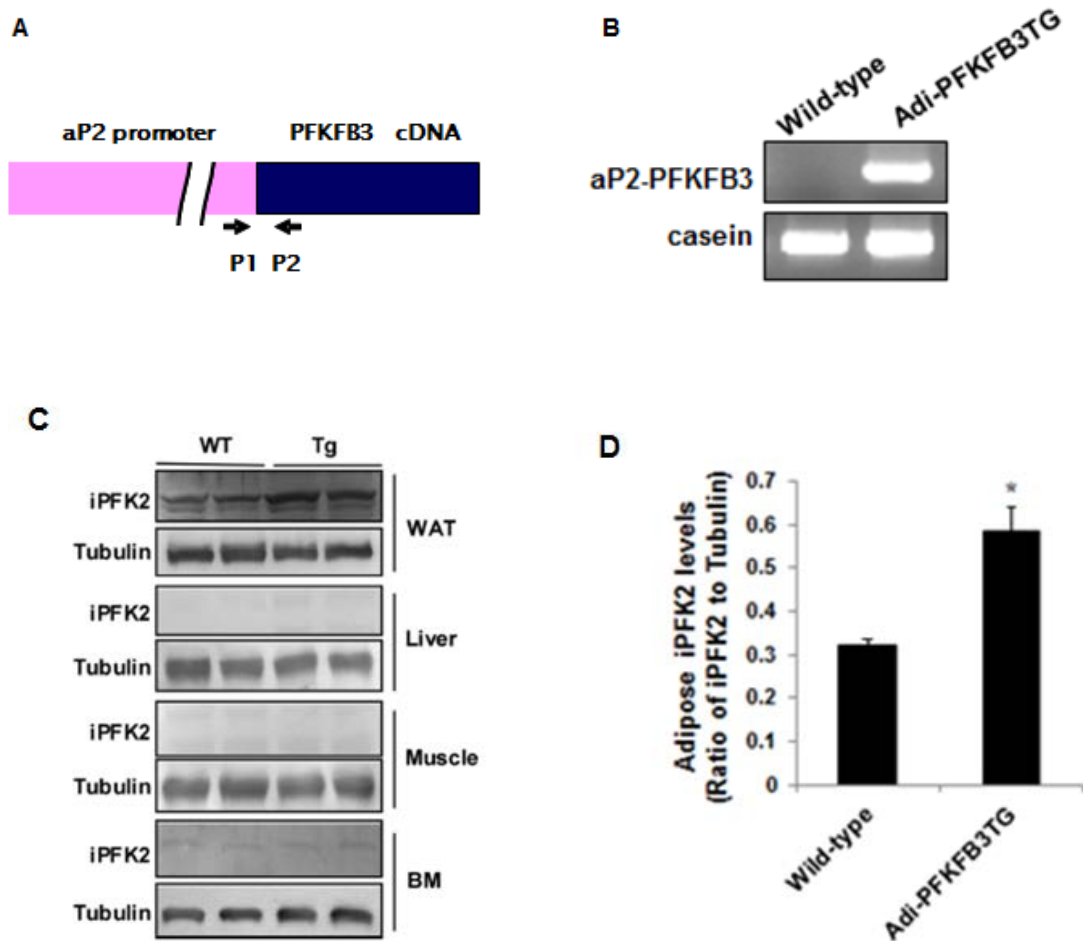 A
aP2 promoter PFKFB3 cDNA
P1 P2
B
Wild-type Adi-PFKFB3TG
aP2-PFKFB3
casein
C
WT Tg
iPFK2
Tubulin
WAT
iPFK2
Tubulin
Liver
iPFK2
Tubulin
Muscle
iPFK2
Tubulin
BM
D
Adipose iPFK2 levels
(Ratio of iPFK2 to Tubulin)
0.7
0.6
0.5
0.4
0.3
0.2
0.1
0
*
Wild-type
Adi-PFKFB3TG